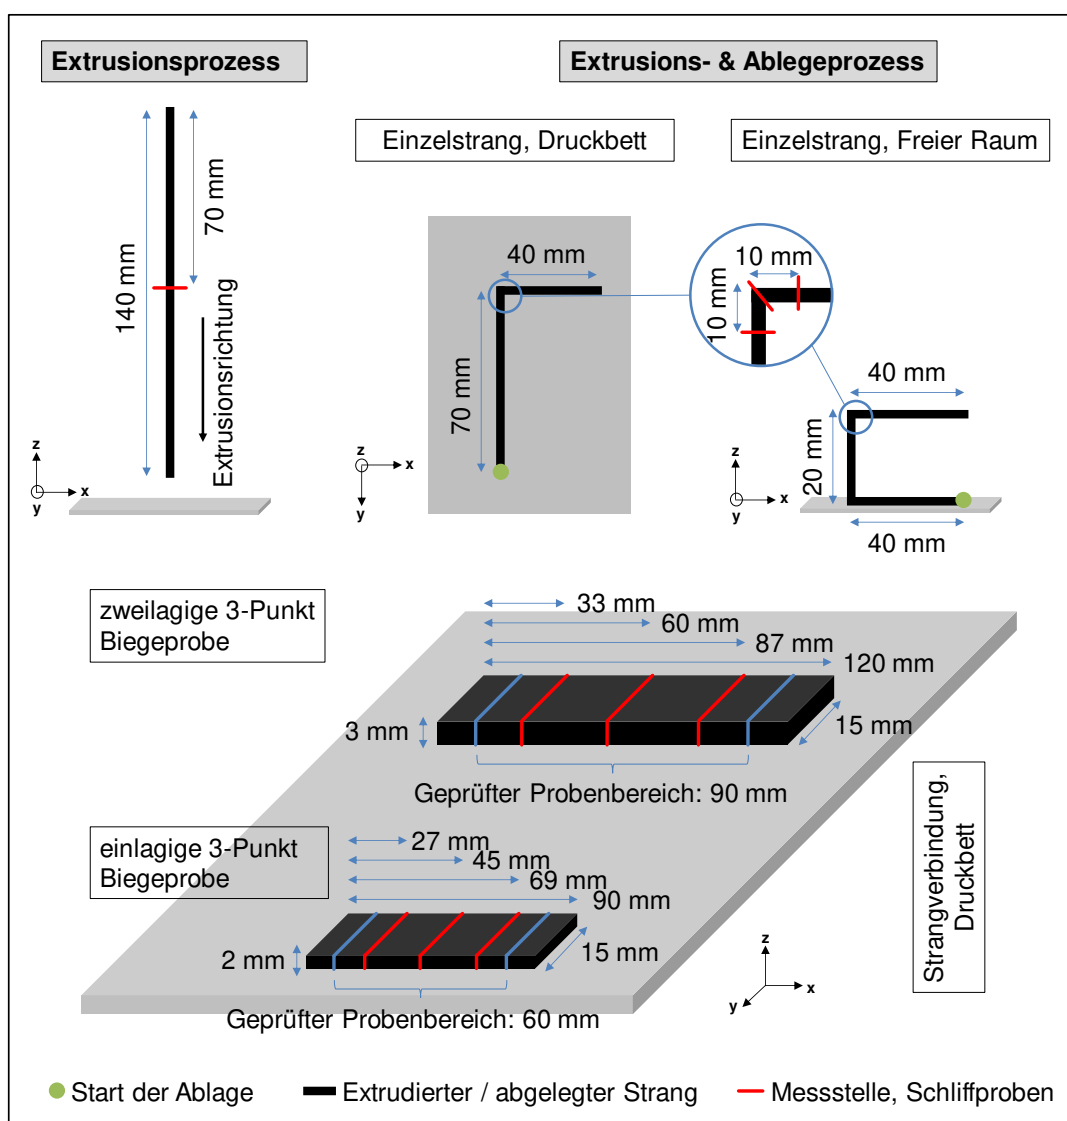 Extrusionsprozess
Extrusions- & Ablegeprozess
Einzelstrang, Druckbett
Einzelstrang, Freier Raum
140 mm
70 mm
Extrusionsrichtung
z
x
y
40 mm
70 mm
z
x
y
10 mm
10 mm
40 mm
20 mm
40 mm
z
x
y
zweilagige 3-Punkt
Biegeprobe
33 mm
60 mm
87 mm
120 mm
15 mm
3 mm
Geprüfter Probenbereich: 90 mm
einlagige 3-Punkt
Biegeprobe
27 mm
45 mm
69 mm
90 mm
15 mm
2 mm
Geprüfter Probenbereich: 60 mm
Strangverbindung,
Druckbett
z
x
y
Start der Ablage
Extrudierter / abgelegter Strang
Messstelle, Schliffproben